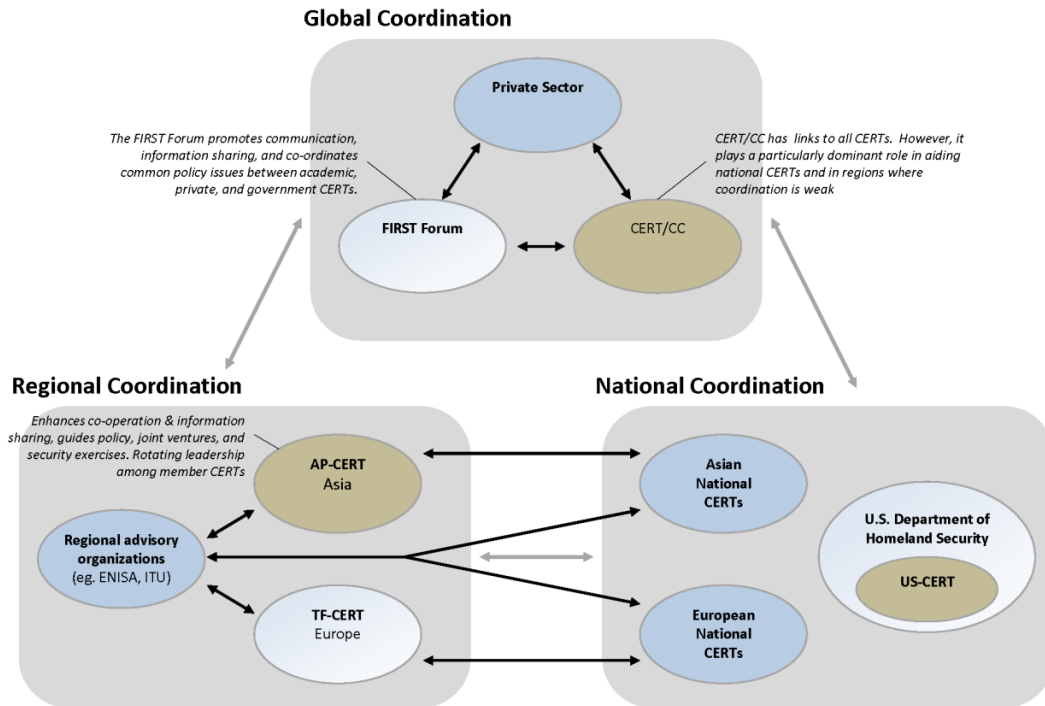 Global Coordination
Private Sector
The FIRST Forum promotes communication,
information sharing, and co-ordinates
common policy issues between academic,
private, and government CERTs.
CERT/CC has links to all CERTs. However, it
plays a particularly dominant role in aiding
national CERTs and in regions where
coordination is weak
FIRST Forum
CERT/CC
Regional Coordination
Enhances co-operation & information
sharing, guides policy, joint ventures, and
security exercises. Rotating leadership
among member CERTs
AP-CERT
Asia
Regional advisory
organizations
(eg. ENISA, ITU)
TF-CERT
Europe
National Coordination
Asian
National
CERTs
U.S. Department of
Homeland Security
US-CERT
European
National
CERTs